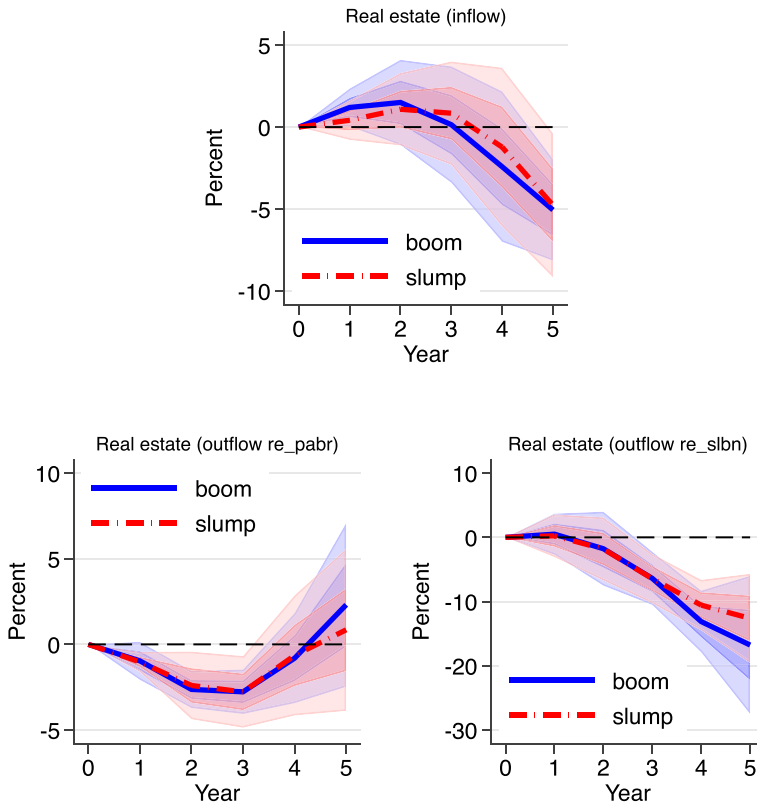 Real estate (inflow)
5
0
-5
-10
Percent
boom
slump
0 1 2 3 4 5
Year
Real estate (outflow re_pabr)
10
5
0
-5
Percent
boom
slump
0 1 2 3 4 5
Year
Real estate (outflow re_slbn)
10
0
-10
-20
-30
Percent
boom
slump
0 1 2 3 4 5
Year